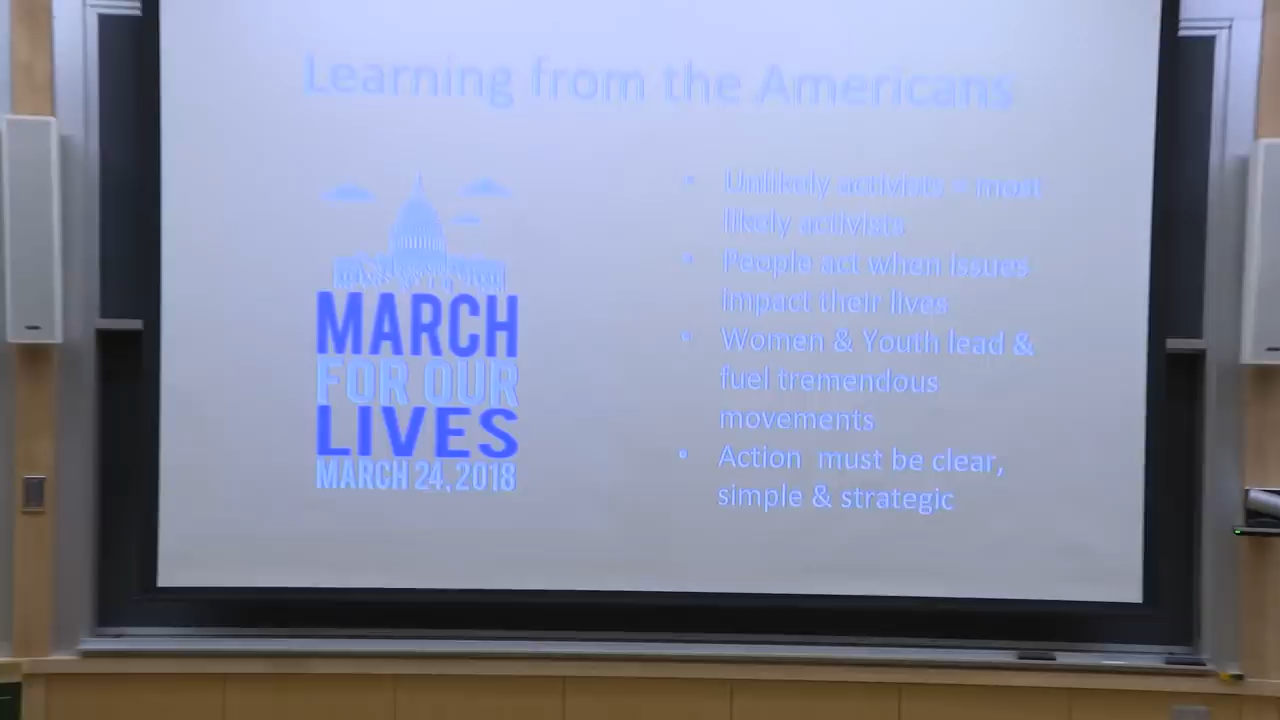 Learning from the Americans
MARCH
FOR OUR
LIVES
MARCH 24, 2018
• Unlikely activists = most
likely activists
• People act when issues
impact their lives
• Women & Youth lead &
fuel tremendous
movements
• Action must be clear,
simple & strategic